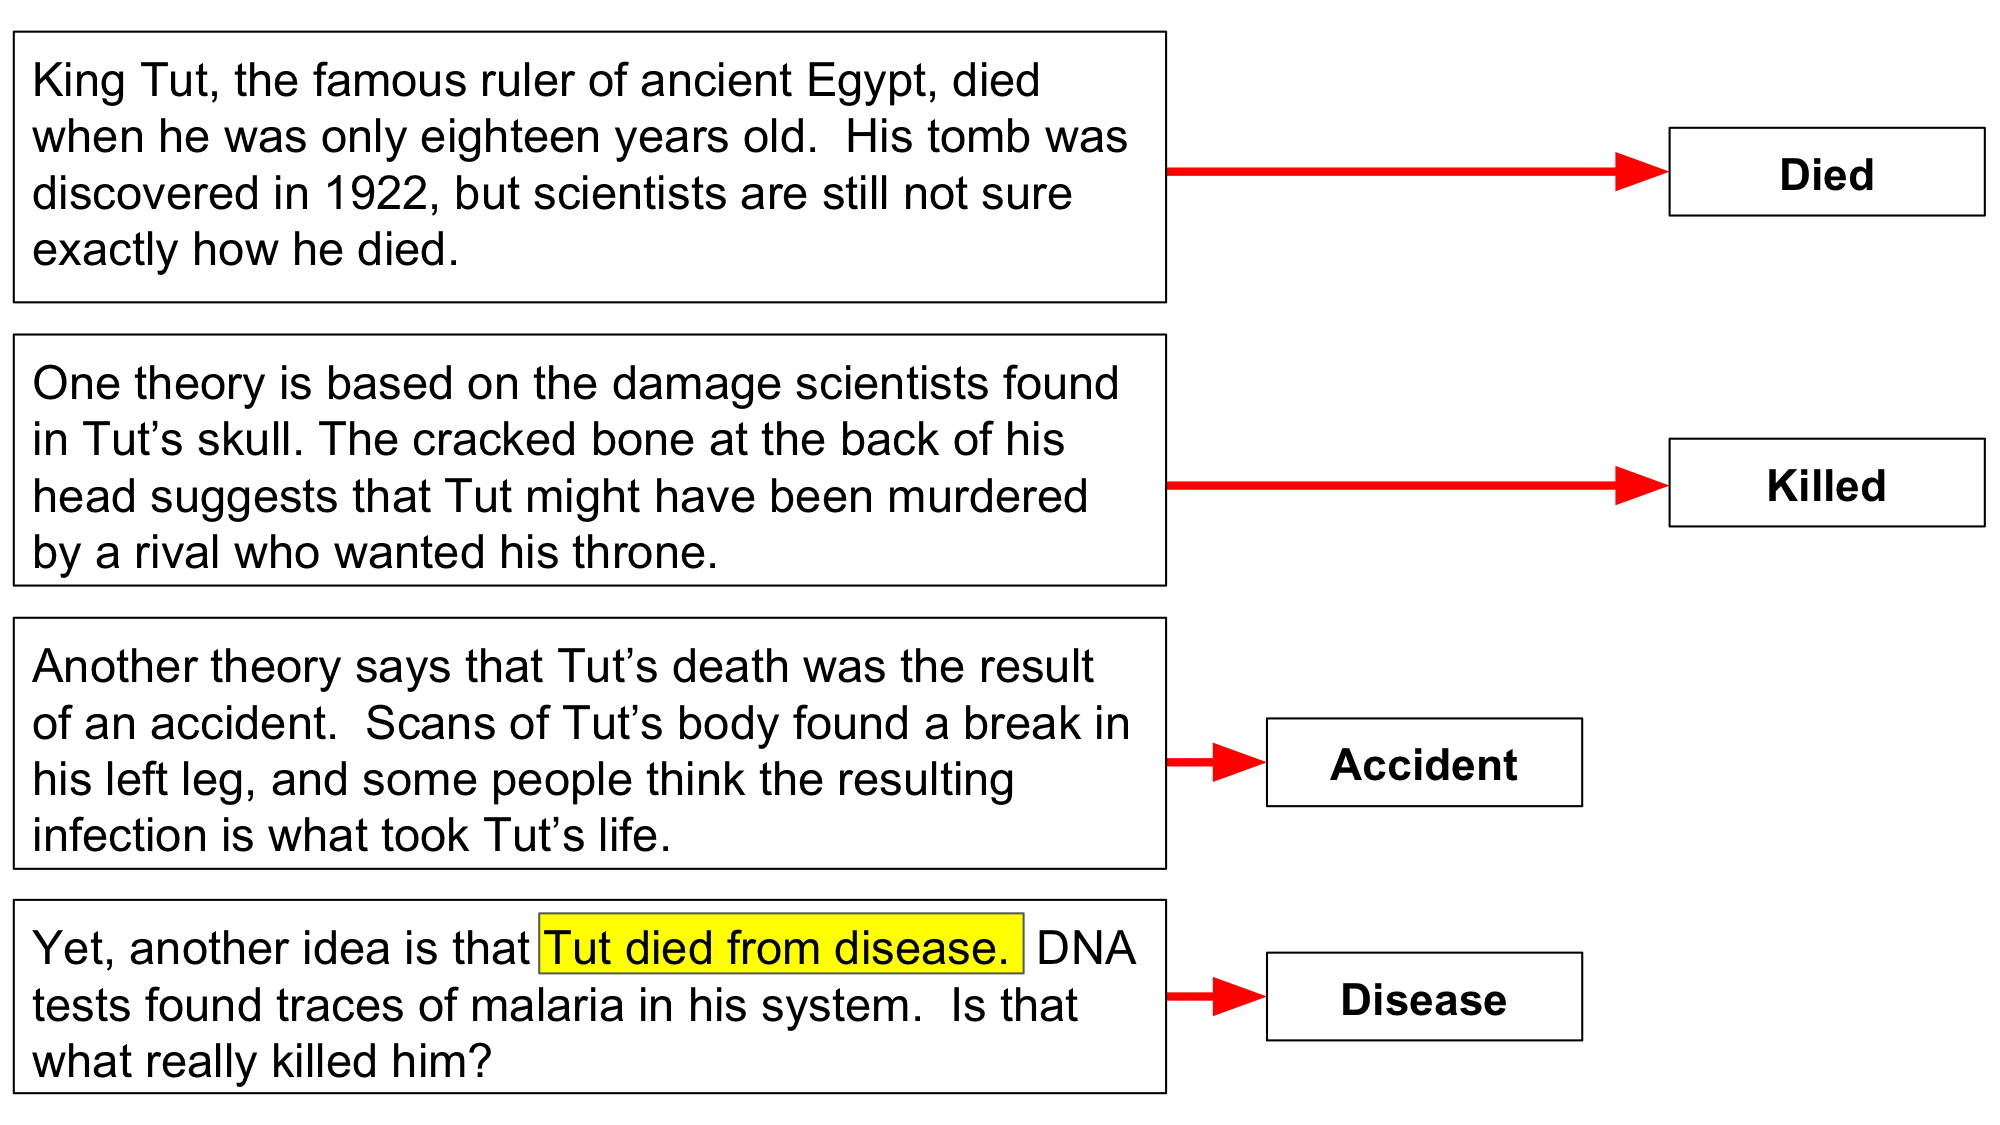 King Tut, the famous ruler of ancient Egypt, died
when he was only eighteen years old.  His tomb was
discovered in 1922, but scientists are still not sure
exactly how he died.
Died
One theory is based on the damage scientists found
in Tut’s skull. The cracked bone at the back of his
head suggests that Tut might have been murdered
by a rival who wanted his throne.
Killed
Another theory says that Tut’s death was the result
of an accident.  Scans of Tut’s body found a break in
his left leg, and some people think the resulting
infection is what took Tut’s life.
Accident
Yet, another idea is that Tut died from disease.  DNA
tests found traces of malaria in his system.  Is that
what really killed him?
Disease